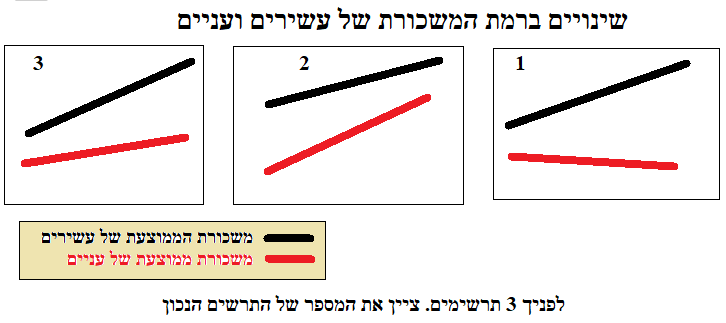 שינויים ברמת המשכורת של עשירים ועניים
1
2
3
משכורת הממוצעת של עשירים
משכורת ממוצעת של עניים
לפניך 3 תרשימים. ציין את המספר של התרשים הנכון